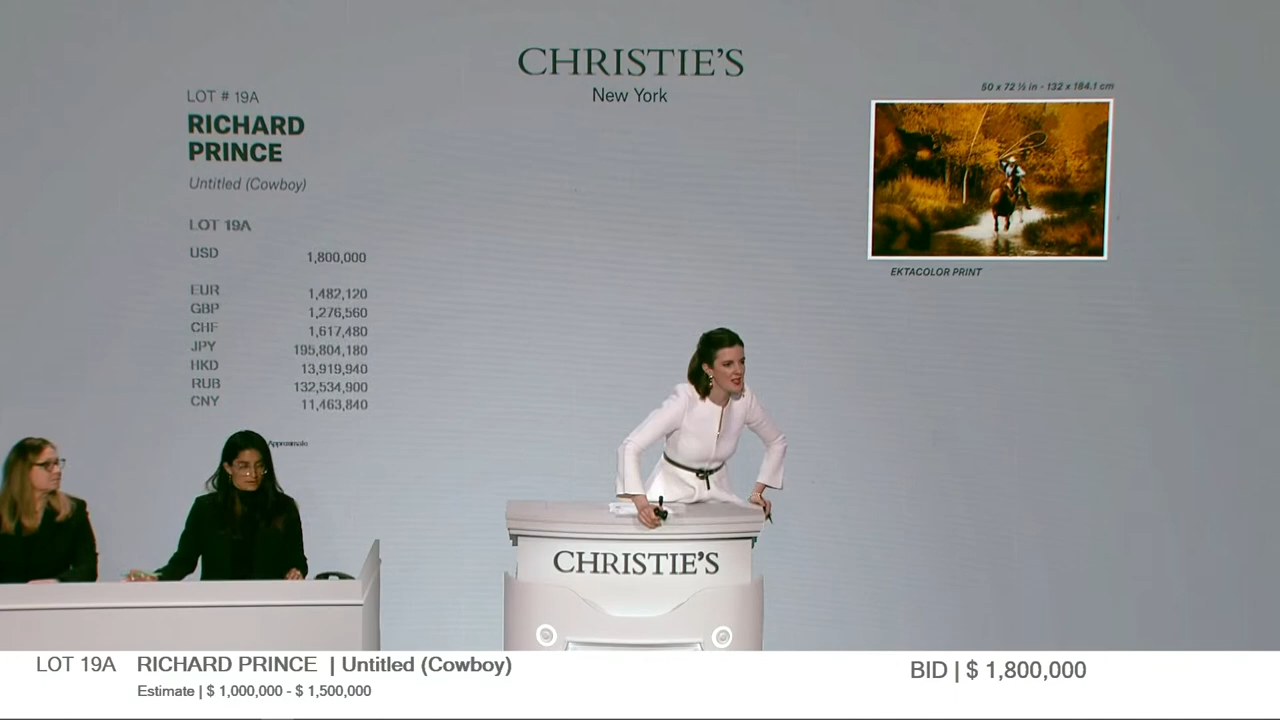 CHRISTIE'S
New York
LOT # 19A
RICHARD
PRINCE
Untitled (Cowboy)
LOT 19A
USD 1,800,000
EUR 1,482,120
GBP 1,276,560
CHF 1,617,480
JPY 195,804,180
HKD 13,919,940
RUB 132,534,900
CNY 11,463,840
Approximate
50 x 72 ½ in - 132 x 184.1 cm
EKTACOLOR PRINT
CHRISTIE'S
LOT 19A RICHARD PRINCE | Untitled (Cowboy)
Estimate | $ 1,000,000 - $ 1,500,000
BID | $ 1,800,000